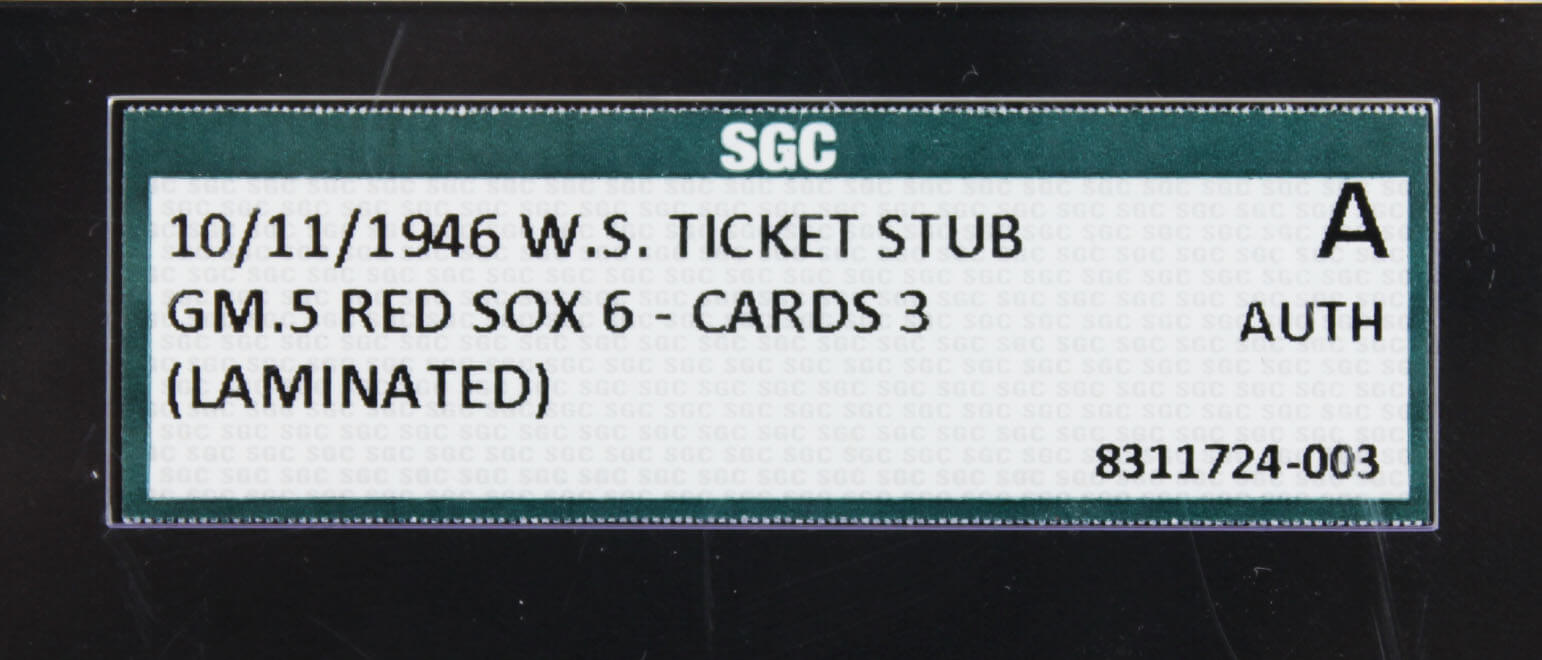 SGC
10/11/1946 W.S. TICKET STUB
A
GM.5 RED SOX 6 - CARDS 3
AUTH
(LAMINATED)
8311724-003